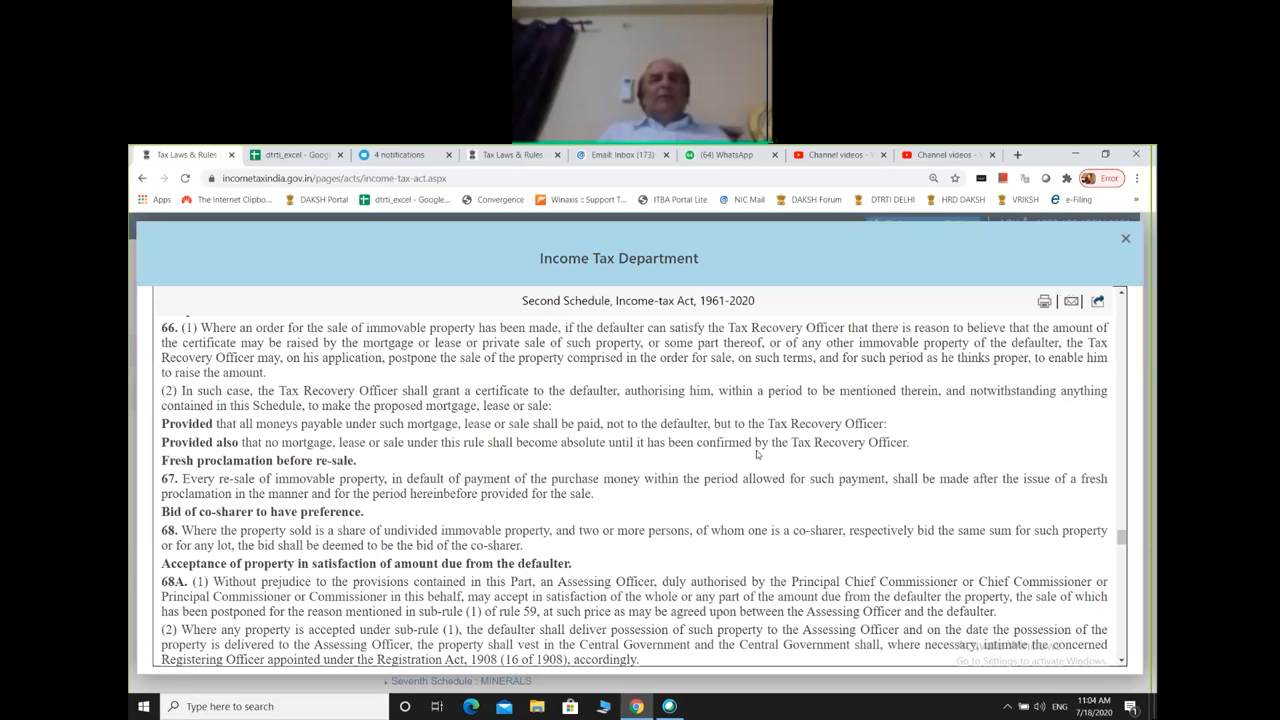 Tax Laws & Rules
dtrti_excel - Goog
4 notifications
Tax Laws & Rules
Email: Inbox (173)
(64) WhatsApp
Channel videos - Y
Channel videos - Y
incometaxindia.gov.in/pages/acts/income-tax-act.aspx
Error
Apps
The Internet Clipbo...
DAKSH Portal
dtrti_excel - Google...
Convergence
Winaxis :: Support T...
ITBA Portal Lite
NIC Mail
DAKSH Forum
DTRTI DELHI
HRD DAKSH
VRIKSH
e-Filing
Income Tax Department
Second Schedule, Income-tax Act, 1961-2020
66. (1) Where an order for the sale of immovable property has been made, if the defaulter can satisfy the Tax Recovery Officer that there is reason to believe that the amount of
the certificate may be raised by the mortgage or lease or private sale of such property, or some part thereof, or of any other immovable property of the defaulter, the Tax
Recovery Officer may, on his application, postpone the sale of the property comprised in the order for sale, on such terms, and for such period as he thinks proper, to enable him
to raise the amount.
(2) In such case, the Tax Recovery Officer shall grant a certificate to the defaulter, authorising him, within a period to be mentioned therein, and notwithstanding anything
contained in this Schedule, to make the proposed mortgage, lease or sale:
Provided that all moneys payable under such mortgage, lease or sale shall be paid, not to the defaulter, but to the Tax Recovery Officer:
Provided also that no mortgage, lease or sale under this rule shall become absolute until it has been confirmed by the Tax Recovery Officer.
Fresh proclamation before re-sale.
67. Every re-sale of immovable property, in default of payment of the purchase money within the period allowed for such payment, shall be made after the issue of a fresh
proclamation in the manner and for the period hereinbefore provided for the sale.
Bid of co-sharer to have preference.
68. Where the property sold is a share of undivided immovable property, and two or more persons, of whom one is a co-sharer, respectively bid the same sum for such property
or for any lot, the bid shall be deemed to be the bid of the co-sharer.
Acceptance of property in satisfaction of amount due from the defaulter.
68A. (1) Without prejudice to the provisions contained in this Part, an Assessing Officer, duly authorised by the Principal Chief Commissioner or Chief Commissioner or
Principal Commissioner or Commissioner in this behalf, may accept in satisfaction of the whole or any part of the amount due from the defaulter the property, the sale of which
has been postponed for the reason mentioned in sub-rule (1) of rule 59, at such price as may be agreed upon between the Assessing Officer and the defaulter.
(2) Where any property is accepted under sub-rule (1), the defaulter shall deliver possession of such property to the Assessing Officer and on the date the possession of the
property is delivered to the Assessing Officer, the property shall vest in the Central Government and the Central Government shall, where necessary, intimate the concerned
Registering Officer appointed under the Registration Act, 1908 (16 of 1908), accordingly.
Activate Windows
Go to Settings to activate Windows.
Seventh Schedule : MINERALS
Type here to search
ENG
11:04 AM
7/18/2020